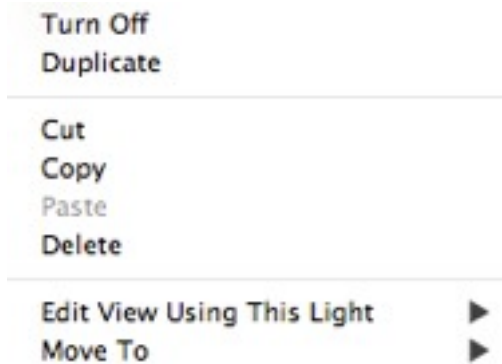 Turn Off
Duplicate
Cut
Copy
Paste
Delete
Edit View Using This Light
Move To